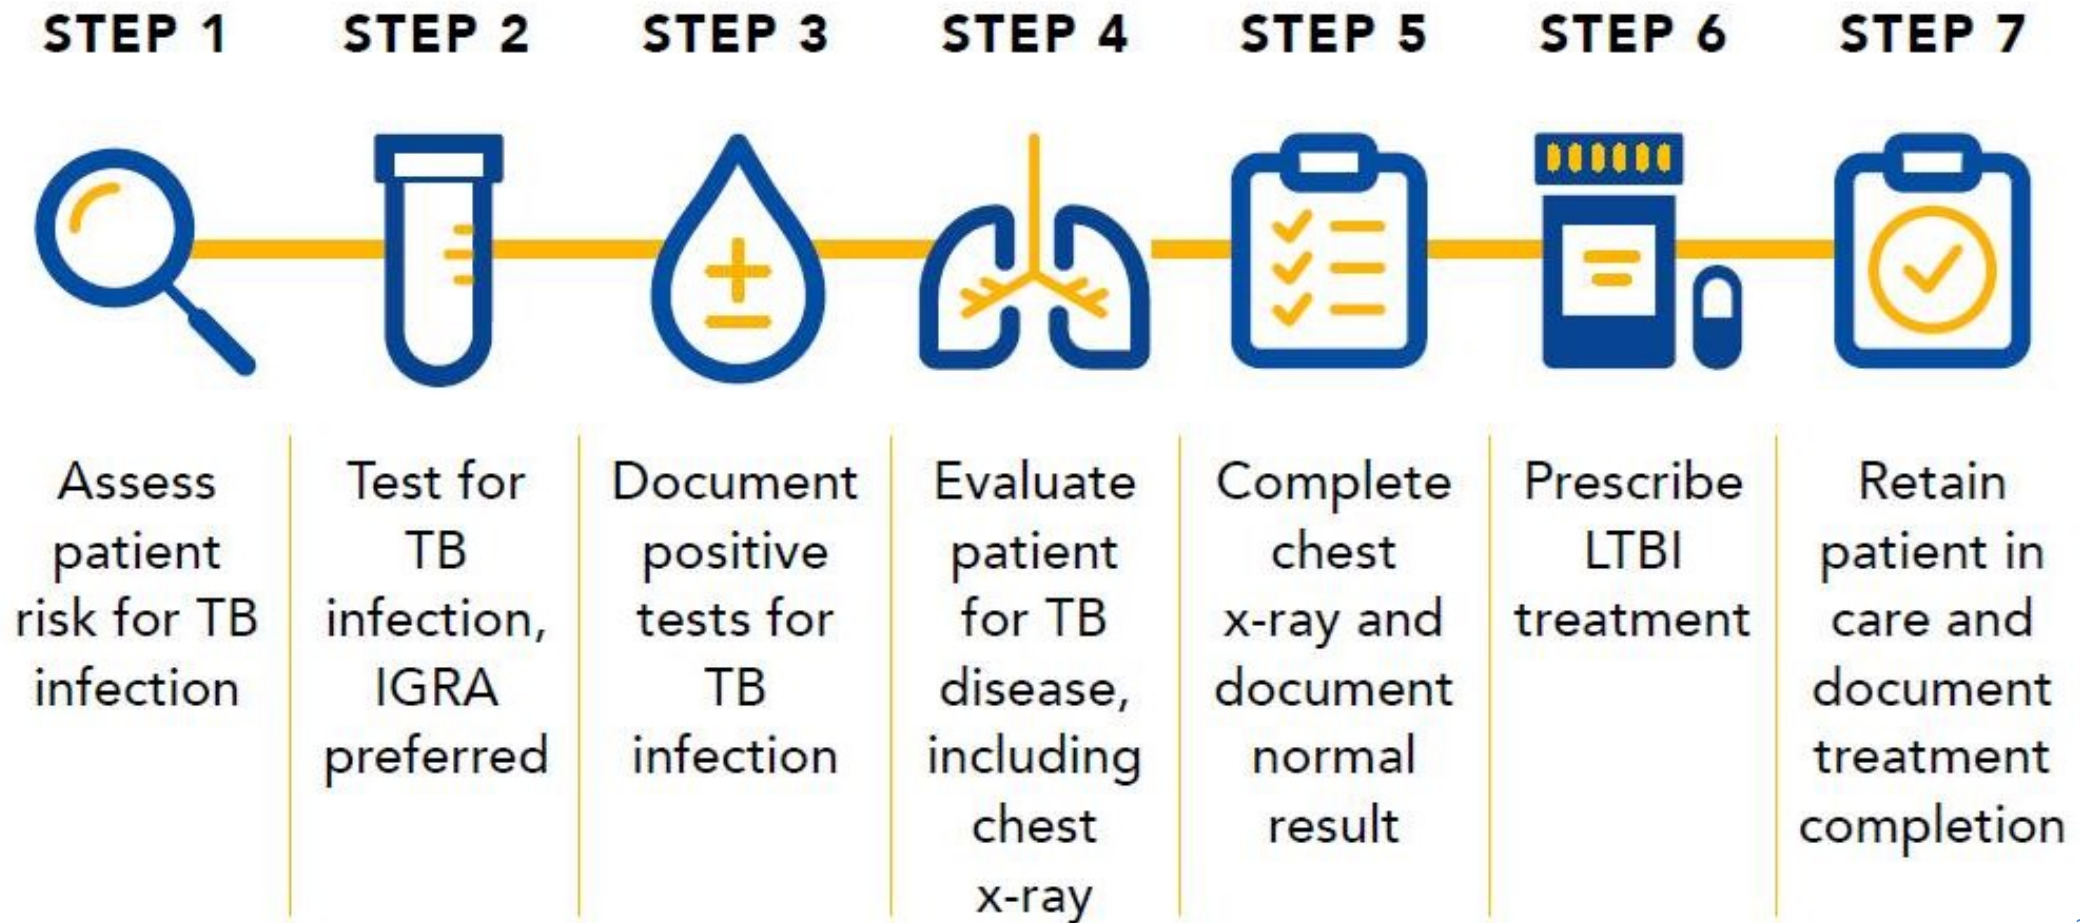 STEP 1
Assess
patient
risk for TB
infection
STEP 2
Test for
TB
infection,
IGRA
preferred
STEP 3
Document
positive
tests for
TB
infection
STEP 4
Evaluate
patient
for TB
disease,
including
chest
x-ray
STEP 5
Complete
chest
x-ray and
document
normal
result
STEP 6
Prescribe
LTBI
treatment
STEP 7
Retain
patient in
care and
document
treatment
completion